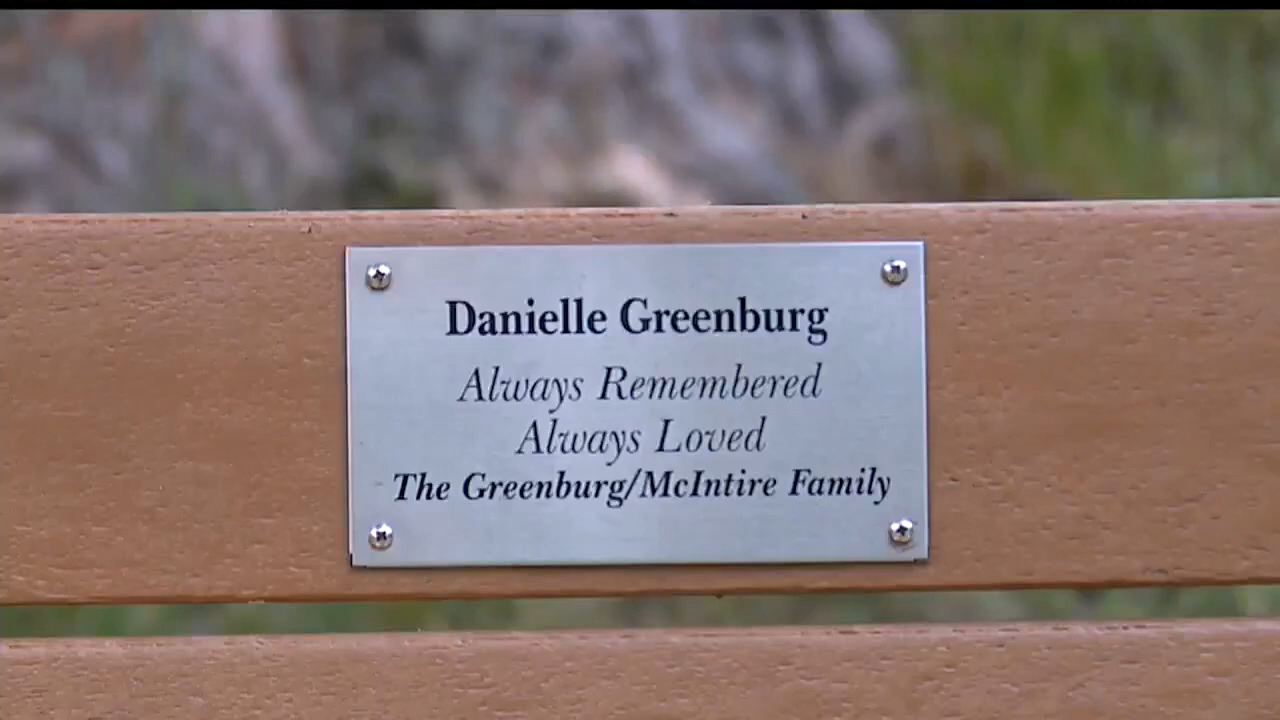 Danielle Greenburg
Always Remembered
Always Loved
The Greenburg/McIntire Family